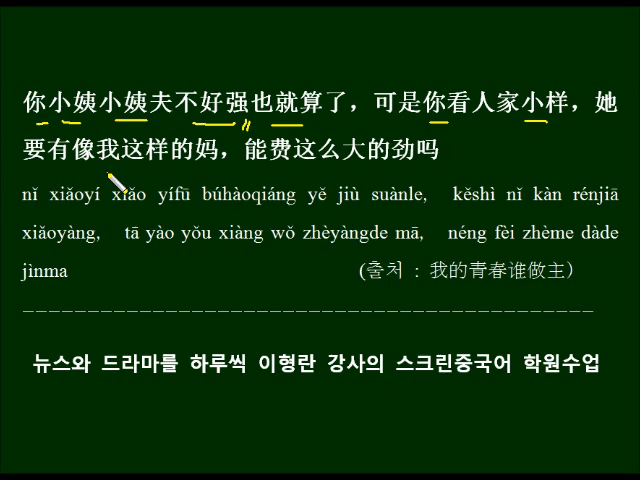 你小姨小姨夫不好强也就算了，可是你看人家小样，她
要有像我这样的妈，能费这么大的劲吗
nǐ xiǎoyí xiǎo yífū búhàoqiáng yě jiù suànle, kěshì nǐ kàn rénjiā
xiǎoyàng, tā yào yǒu xiàng wǒ zhèyàngde mā, néng fèi zhème dàde
jìnma (출처 : 我的青春谁做主)
뉴스와 드라마를 하루씩 이형란 강사의 스크린중국어 학원수업